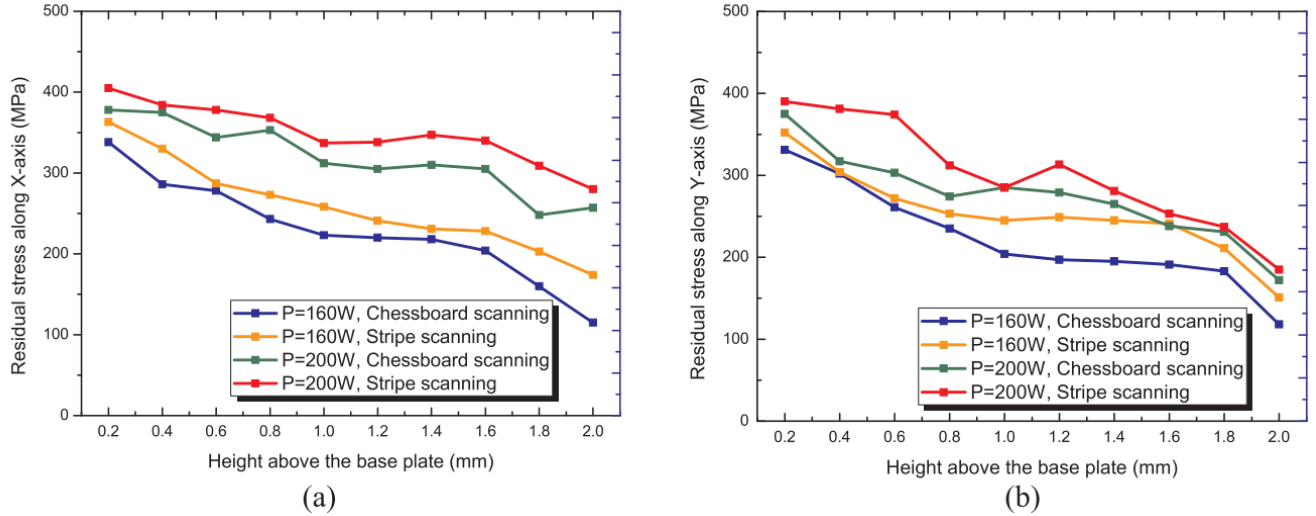 500
400
300
200
100
0
Residual stress along X-axis (MPa)
P=160W, Chessboard scanning
P=160W, Stripe scanning
P=200W, Chessboard scanning
P=200W, Stripe scanning
0.2 0.4 0.6 0.8 1.0 1.2 1.4 1.6 1.8 2.0
Height above the base plate (mm)
(a)
500
400
300
200
100
0
Residual stress along Y-axis (MPa)
P=160W, Chessboard scanning
P=160W, Stripe scanning
P=200W, Chessboard scanning
P=200W, Stripe scanning
0.2 0.4 0.6 0.8 1.0 1.2 1.4 1.6 1.8 2.0
Height above the base plate (mm)
(b)